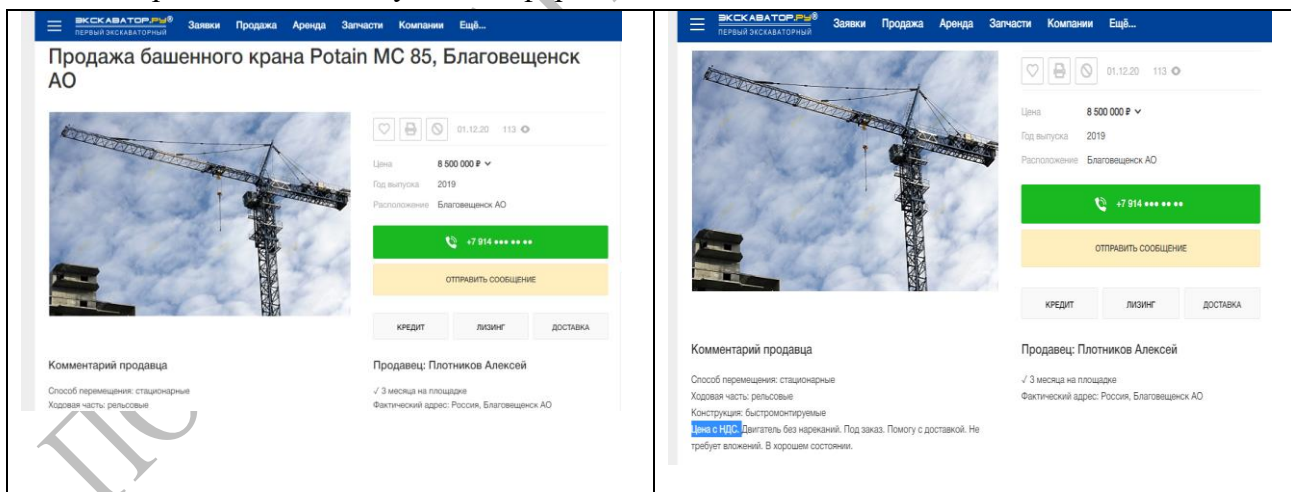 ЭКСКАВАТОР.РУ®
ПЕРВЫЙ ЭКСКАВАТОРНЫЙ
Заявки Продажа Аренда Запчасти Компании Ещё...
Продажа башенного крана Potain MC 85, Благовещенск АО
01.12.20 113
Цена 8 500 000 ₽
Год выпуска 2019
Расположение Благовещенск АО
+7 914 ••• •• ••
ОТПРАВИТЬ СООБЩЕНИЕ
КРЕДИТ ЛИЗИНГ ДОСТАВКА
Комментарий продавца
Способ перемещения: стационарные
Ходовая часть: рельсовые
Продавец: Плотников Алексей
√ 3 месяца на площадке
Фактический адрес: Россия, Благовещенск АО
ЭКСКАВАТОР.РУ®
ПЕРВЫЙ ЭКСКАВАТОРНЫЙ
Заявки Продажа Аренда Запчасти Компании Ещё...
01.12.20 113
Цена 8 500 000 ₽
Год выпуска 2019
Расположение Благовещенск АО
+7 914 ••• •• ••
ОТПРАВИТЬ СООБЩЕНИЕ
КРЕДИТ ЛИЗИНГ ДОСТАВКА
Комментарий продавца
Способ перемещения: стационарные
Ходовая часть: рельсовые
Конструкция: быстромонтируемые
Цена с НДС. Двигатель без нареканий. Под заказ. Помогу с доставкой. Не
требует вложений. В хорошем состоянии.
Продавец: Плотников Алексей
√ 3 месяца на площадке
Фактический адрес: Россия, Благовещенск АО